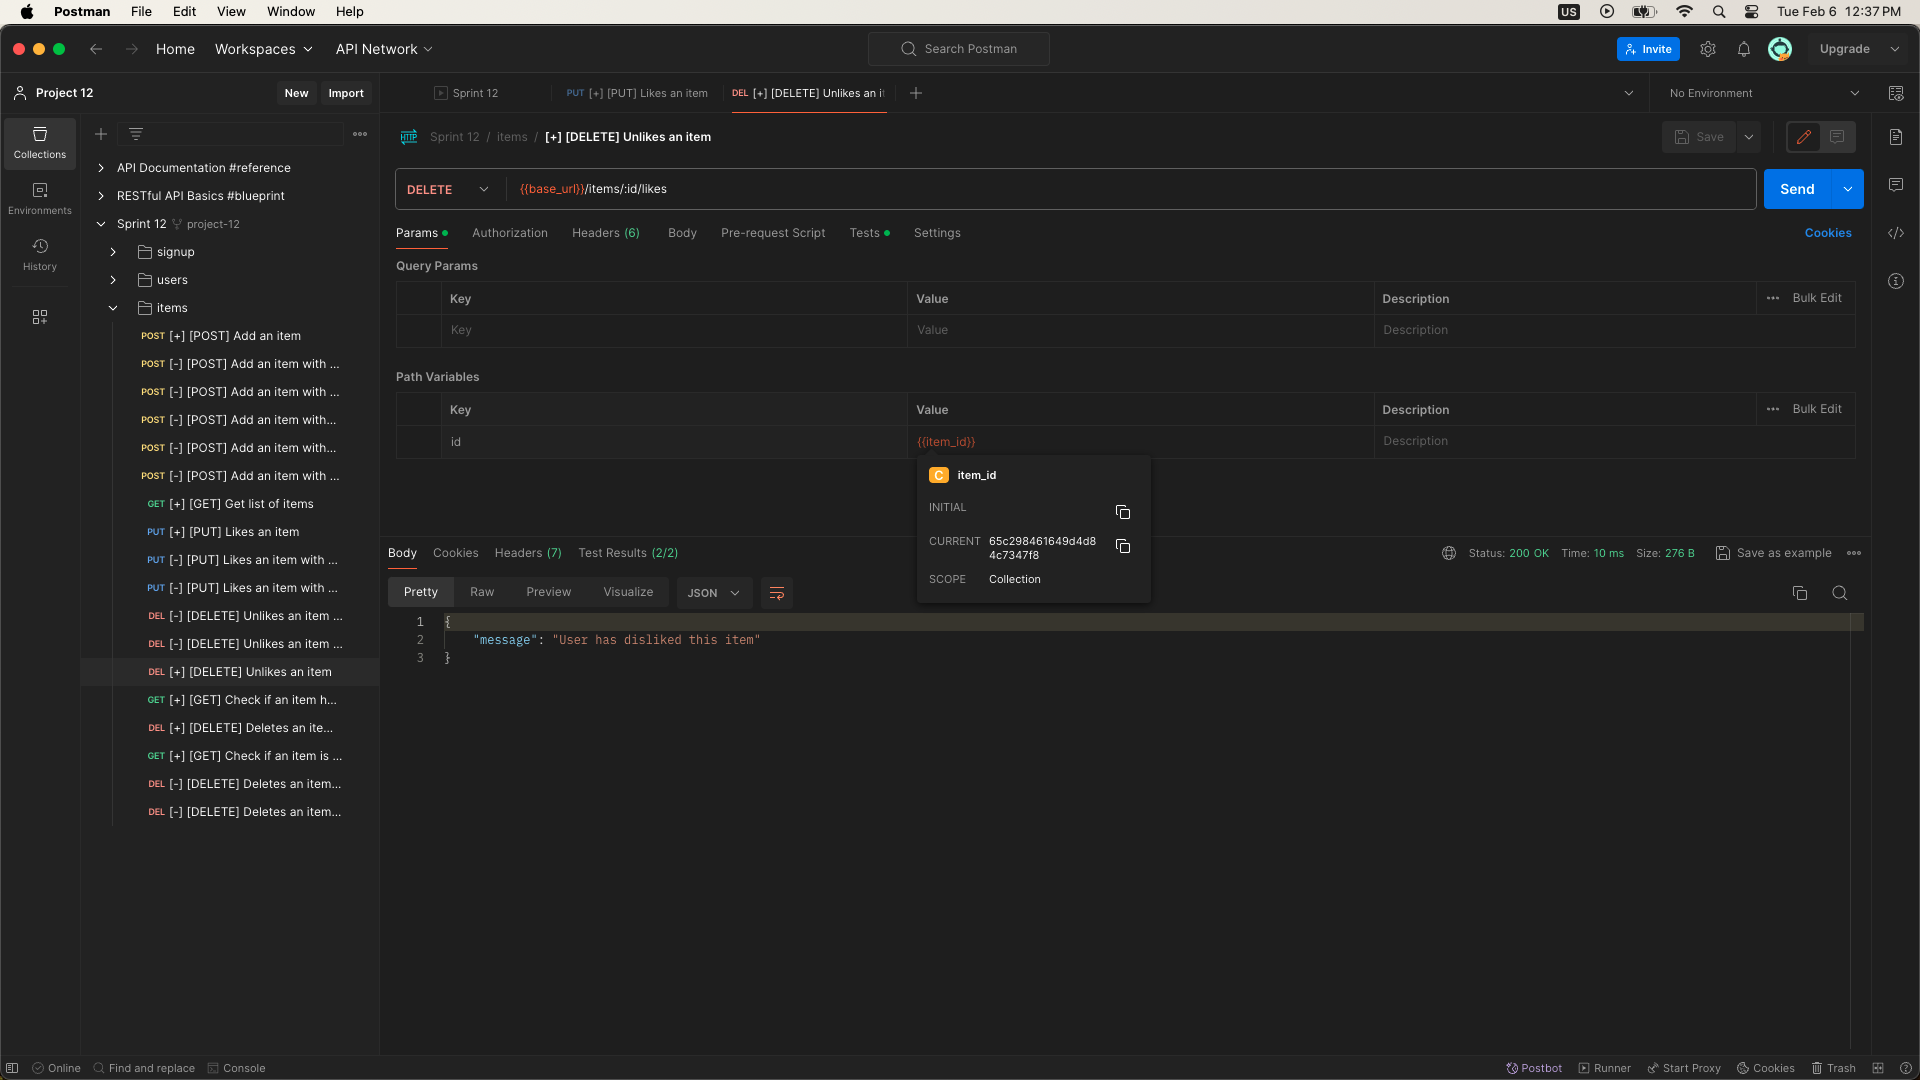 Postman File Edit View Window Help
US Tue Feb 6 12:37 PM
Home Workspaces API Network
Search Postman
Invite Upgrade
Project 12 New Import
Sprint 12 PUT [+] [PUT] Likes an item DEL [+] [DELETE] Unlikes an it No Environment
Collections
Environments
History
API Documentation #reference
RESTful API Basics #blueprint
Sprint 12 project-12
signup
users
items
POST [+] [POST] Add an item
POST [-] [POST] Add an item with ...
POST [-] [POST] Add an item with ...
POST [-] [POST] Add an item with...
POST [-] [POST] Add an item with ...
POST [-] [POST] Add an item with ...
GET [+] [GET] Get list of items
PUT [+] [PUT] Likes an item
PUT [-] [PUT] Likes an item with ...
PUT [-] [PUT] Likes an item with ...
DEL [-] [DELETE] Unlikes an item ...
DEL [-] [DELETE] Unlikes an item ...
DEL [+] [DELETE] Unlikes an item
GET [+] [GET] Check if an item h...
DEL [+] [DELETE] Deletes an ite...
GET [+] [GET] Check if an item is ...
DEL [-] [DELETE] Deletes an item...
DEL [-] [DELETE] Deletes an item...
HTTP Sprint 12 / items / [+] [DELETE] Unlikes an item Save
DELETE {{base_url}}/items/:id/likes Send
Params Authorization Headers (6) Body Pre-request Script Tests Settings Cookies
Query Params
Key Value Description Bulk Edit
Key Value Description
Path Variables
Key Value Description Bulk Edit
id {{item_id}} Description
C item_id
INITIAL
CURRENT 65c298461649d4d8
4c7347f8
SCOPE Collection
Body Cookies Headers (7) Test Results (2/2) Status: 200 OK Time: 10 ms Size: 276 B Save as example
Pretty Raw Preview Visualize JSON
1 {
2 "message": "User has disliked this item"
3 }
Online Find and replace Console Postbot Runner Start Proxy Cookies Trash